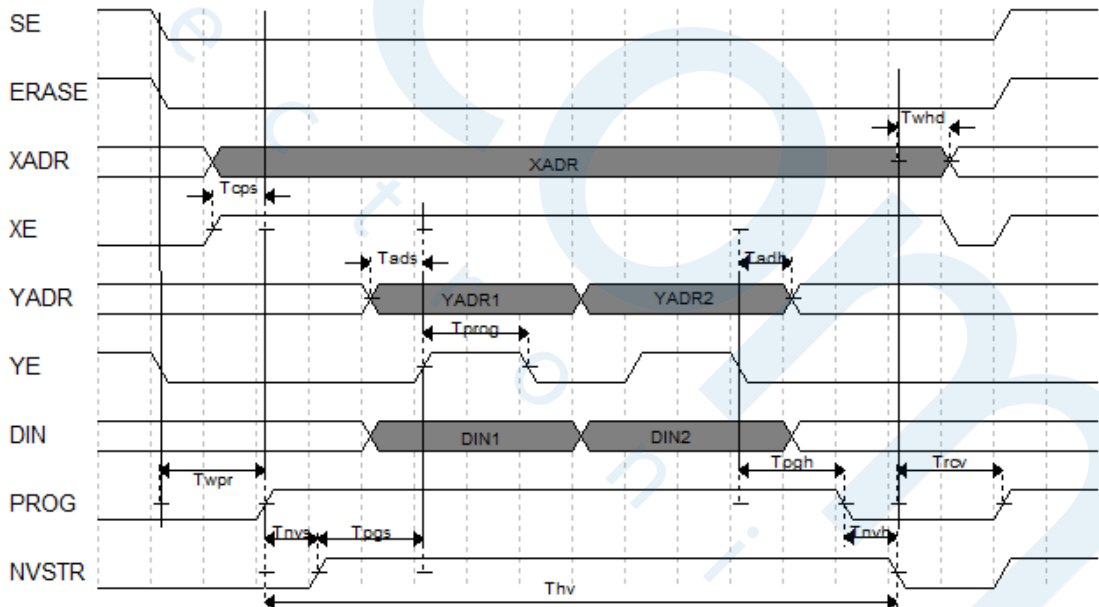 SE
ERASE
Twhd
XADR
XADR
Tcps
XE
Tads
Tadh
YADR
YADR1
YADR2
Tprog
YE
DIN
DIN1
DIN2
Twpr
Tpgh
Trcv
PROG
Tnvs
Tpgs
Tnvh
NVSTR
Thv